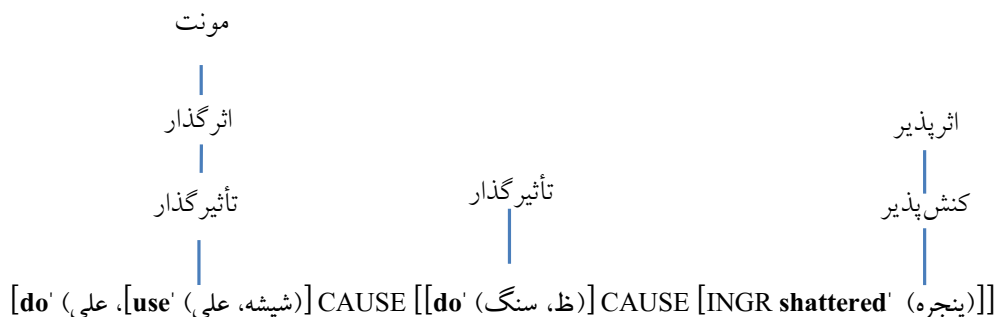 مونت
اثرگذار
اثرپذیر
تأثیرگذار
تأثیرگذار
کنش‌پذیر
[do' (علی، [use' (علی، شیشه)] CAUSE [[do' (ظ، سنگ)] CAUSE [INGR shattered' (پنجره)]]